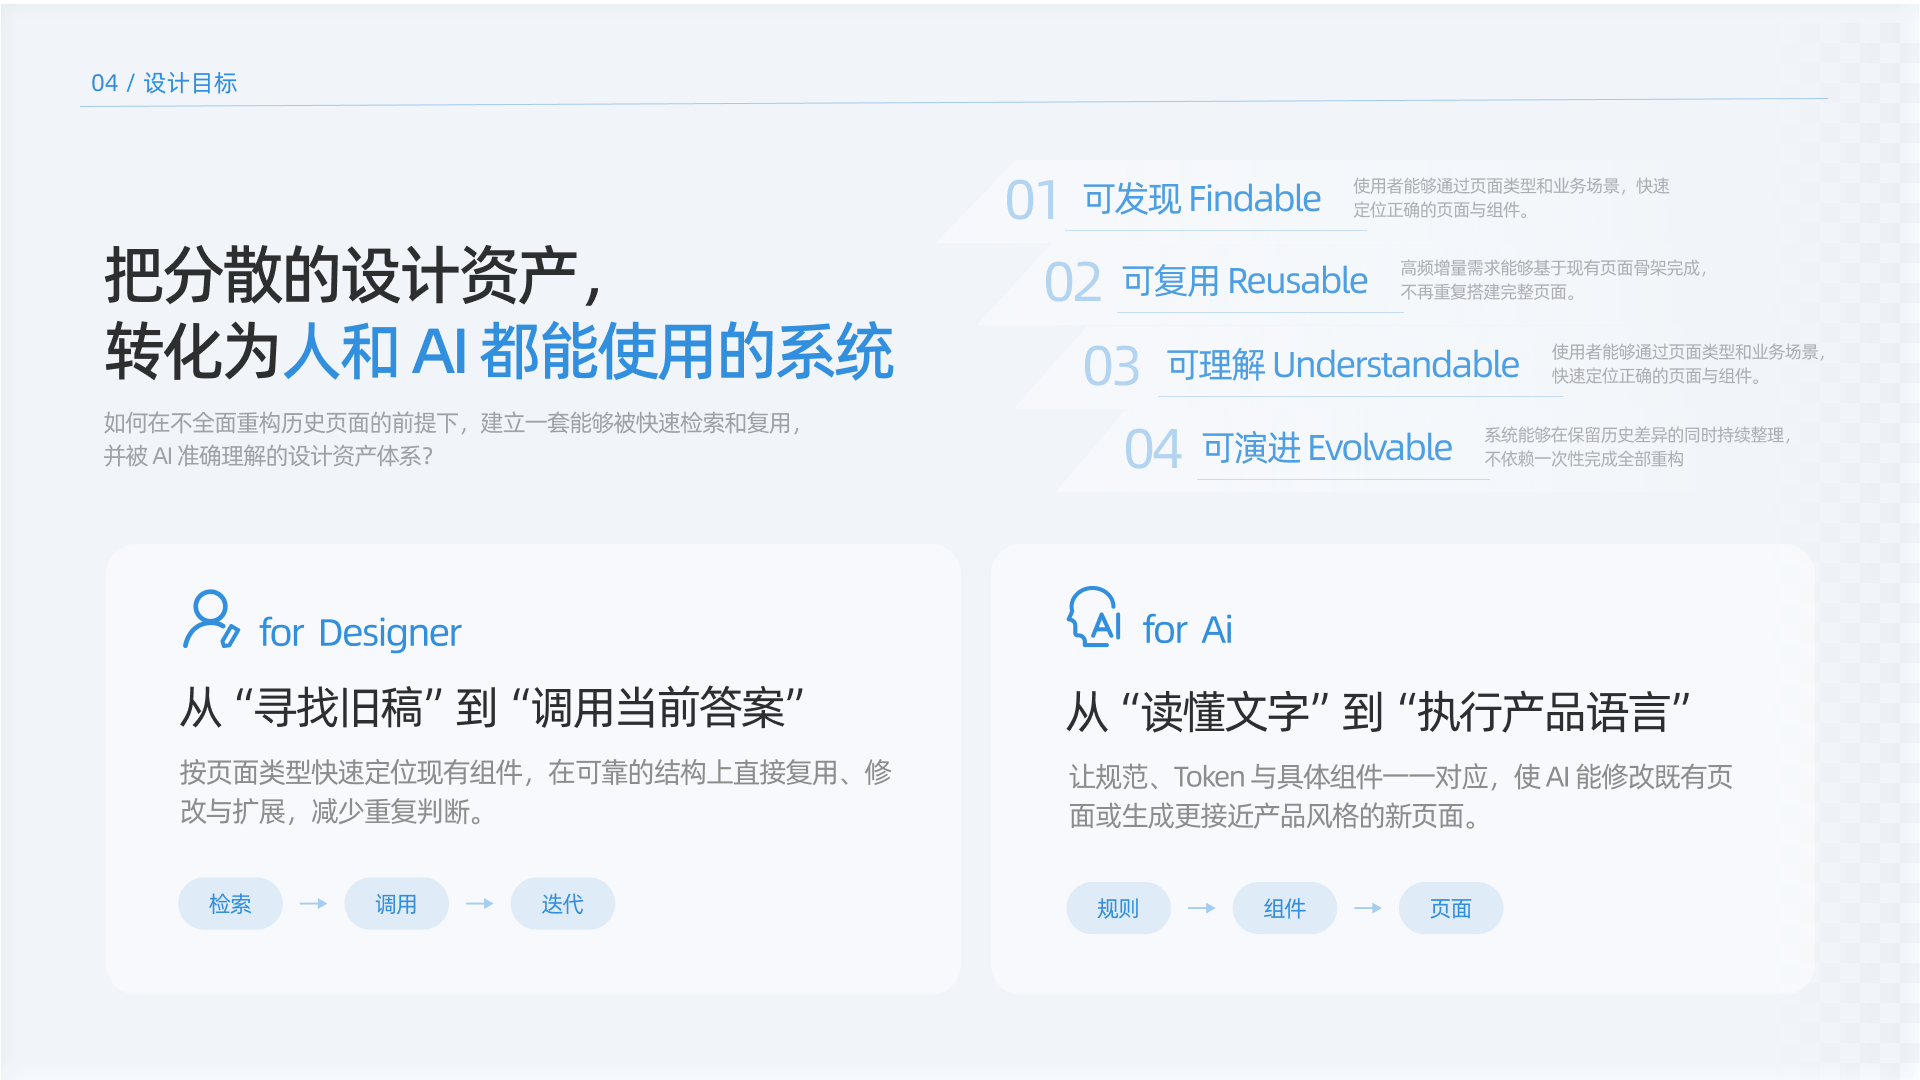 04 / 设计目标
把分散的设计资产，
转化为人和 AI 都能使用的系统
如何在不全面重构历史页面的前提下，建立一套能够被快速检索和复用，
并被 AI 准确理解的设计资产体系？
01 可发现 Findable
使用者能够通过页面类型和业务场景，快速
定位正确的页面与组件。
02 可复用 Reusable
高频增量需求能够基于现有页面骨架完成，
不再重复搭建完整页面。
03 可理解 Understandable
使用者能够通过页面类型和业务场景，
快速定位正确的页面与组件。
04 可演进 Evolvable
系统能够在保留历史差异的同时持续整理，
不依赖一次性完成全部重构
for Designer
从 “寻找旧稿” 到 “调用当前答案”
按页面类型快速定位现有组件，在可靠的结构上直接复用、修
改与扩展，减少重复判断。
检索 → 调用 → 迭代
AI
for Ai
从 “读懂文字” 到 “执行产品语言”
让规范、Token 与具体组件一一对应，使 AI 能修改既有页
面或生成更接近产品风格的新页面。
规则 → 组件 → 页面